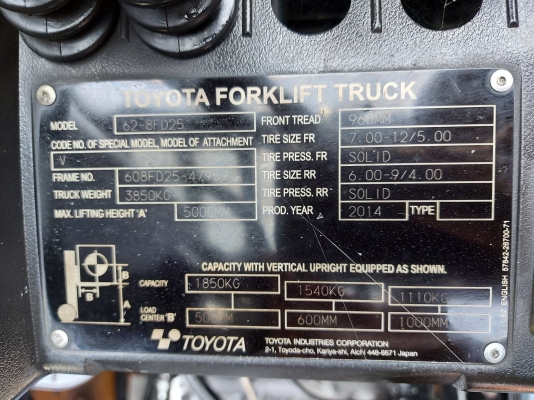 TOYOTA FORKLIFT TRUCK
MODEL 62-8FD25 FRONT TREAD 960MM
CODE NO. OF SPECIAL MODEL, MODEL OF ATTACHMENT TIRE SIZE FR 7.00-12/5.00
V TIRE PRESS. FR SOLID
FRAME NO. TIRE SIZE RR 6.00-9/4.00
TRUCK WEIGHT 3850KG TIRE PRESS. RR SOLID
MAX. LIFTING HEIGHT 'A' 5000MM PROD. YEAR 2014 TYPE
CAPACITY WITH VERTICAL UPRIGHT EQUIPPED AS SHOWN.
CAPACITY 1850KG 1540KG 1110KG
LOAD CENTER 'B' 500MM 600MM 1000MM
B
B
A
TOYOTA
TOYOTA INDUSTRIES CORPORATION
2-1, Toyoda-cho, Kariya-shi, Aichi 448-8671 Japan
ENGLISH 57842-26700-71